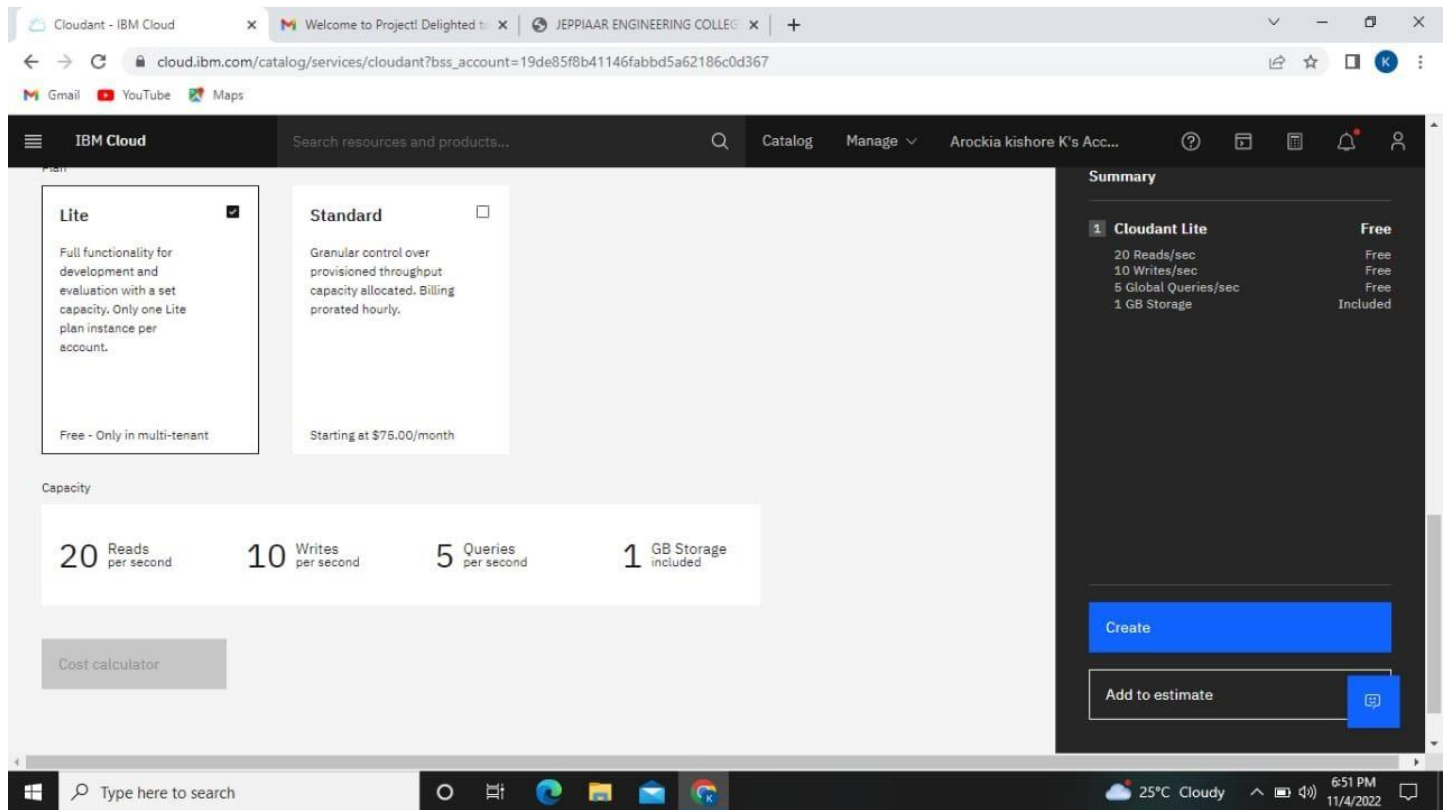 Cloudant - IBM Cloud
Welcome to Project! Delighted t
JEPPIAAR ENGINEERING COLLEG
cloud.ibm.com/catalog/services/cloudant?bss_account=19de85f8b41146fabbd5a62186c0d367
K
Gmail YouTube Maps
IBM Cloud
Search resources and products...
Catalog Manage Arockia kishore K's Acc...
Plan
Lite
Full functionality for
development and
evaluation with a set
capacity. Only one Lite
plan instance per
account.
Free - Only in multi-tenant
Standard
Granular control over
provisioned throughput
capacity allocated. Billing
prorated hourly.
Starting at $75.00/month
Capacity
20 Reads per second
10 Writes per second
5 Queries per second
1 GB Storage included
Cost calculator
Summary
1 Cloudant Lite Free
20 Reads/sec Free
10 Writes/sec Free
5 Global Queries/sec Free
1 GB Storage Included
Create
Add to estimate
Type here to search
K
25°C Cloudy
6:51 PM
11/4/2022